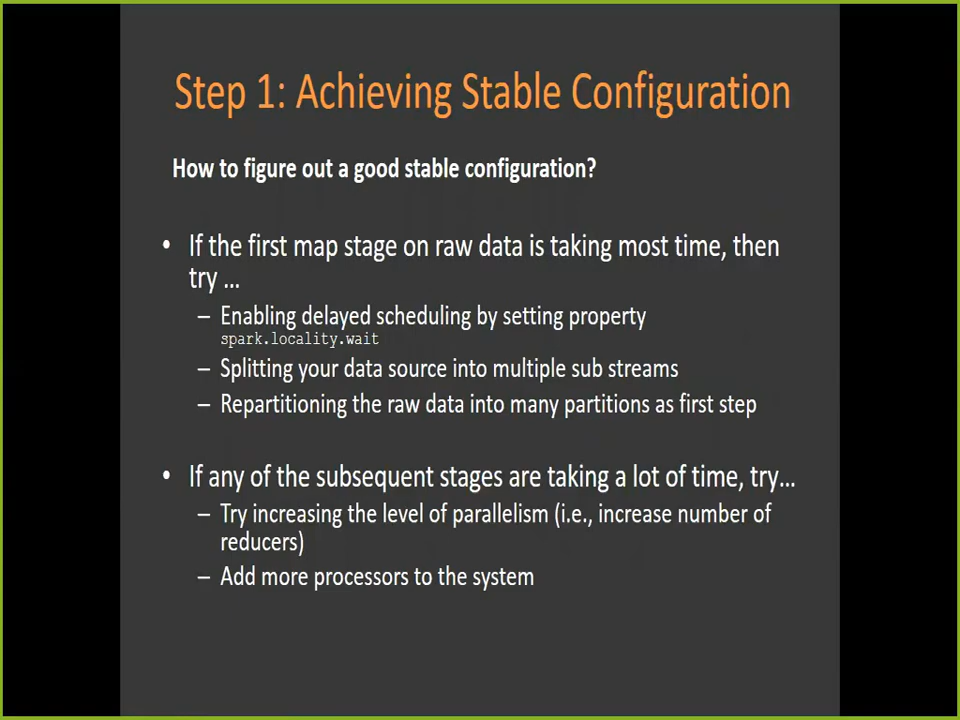 Step 1: Achieving Stable Configuration
How to figure out a good stable configuration?
• If the first map stage on raw data is taking most time, then
try ...
– Enabling delayed scheduling by setting property
spark.locality.wait
– Splitting your data source into multiple sub streams
– Repartitioning the raw data into many partitions as first step
• If any of the subsequent stages are taking a lot of time, try...
– Try increasing the level of parallelism (i.e., increase number of
reducers)
– Add more processors to the system